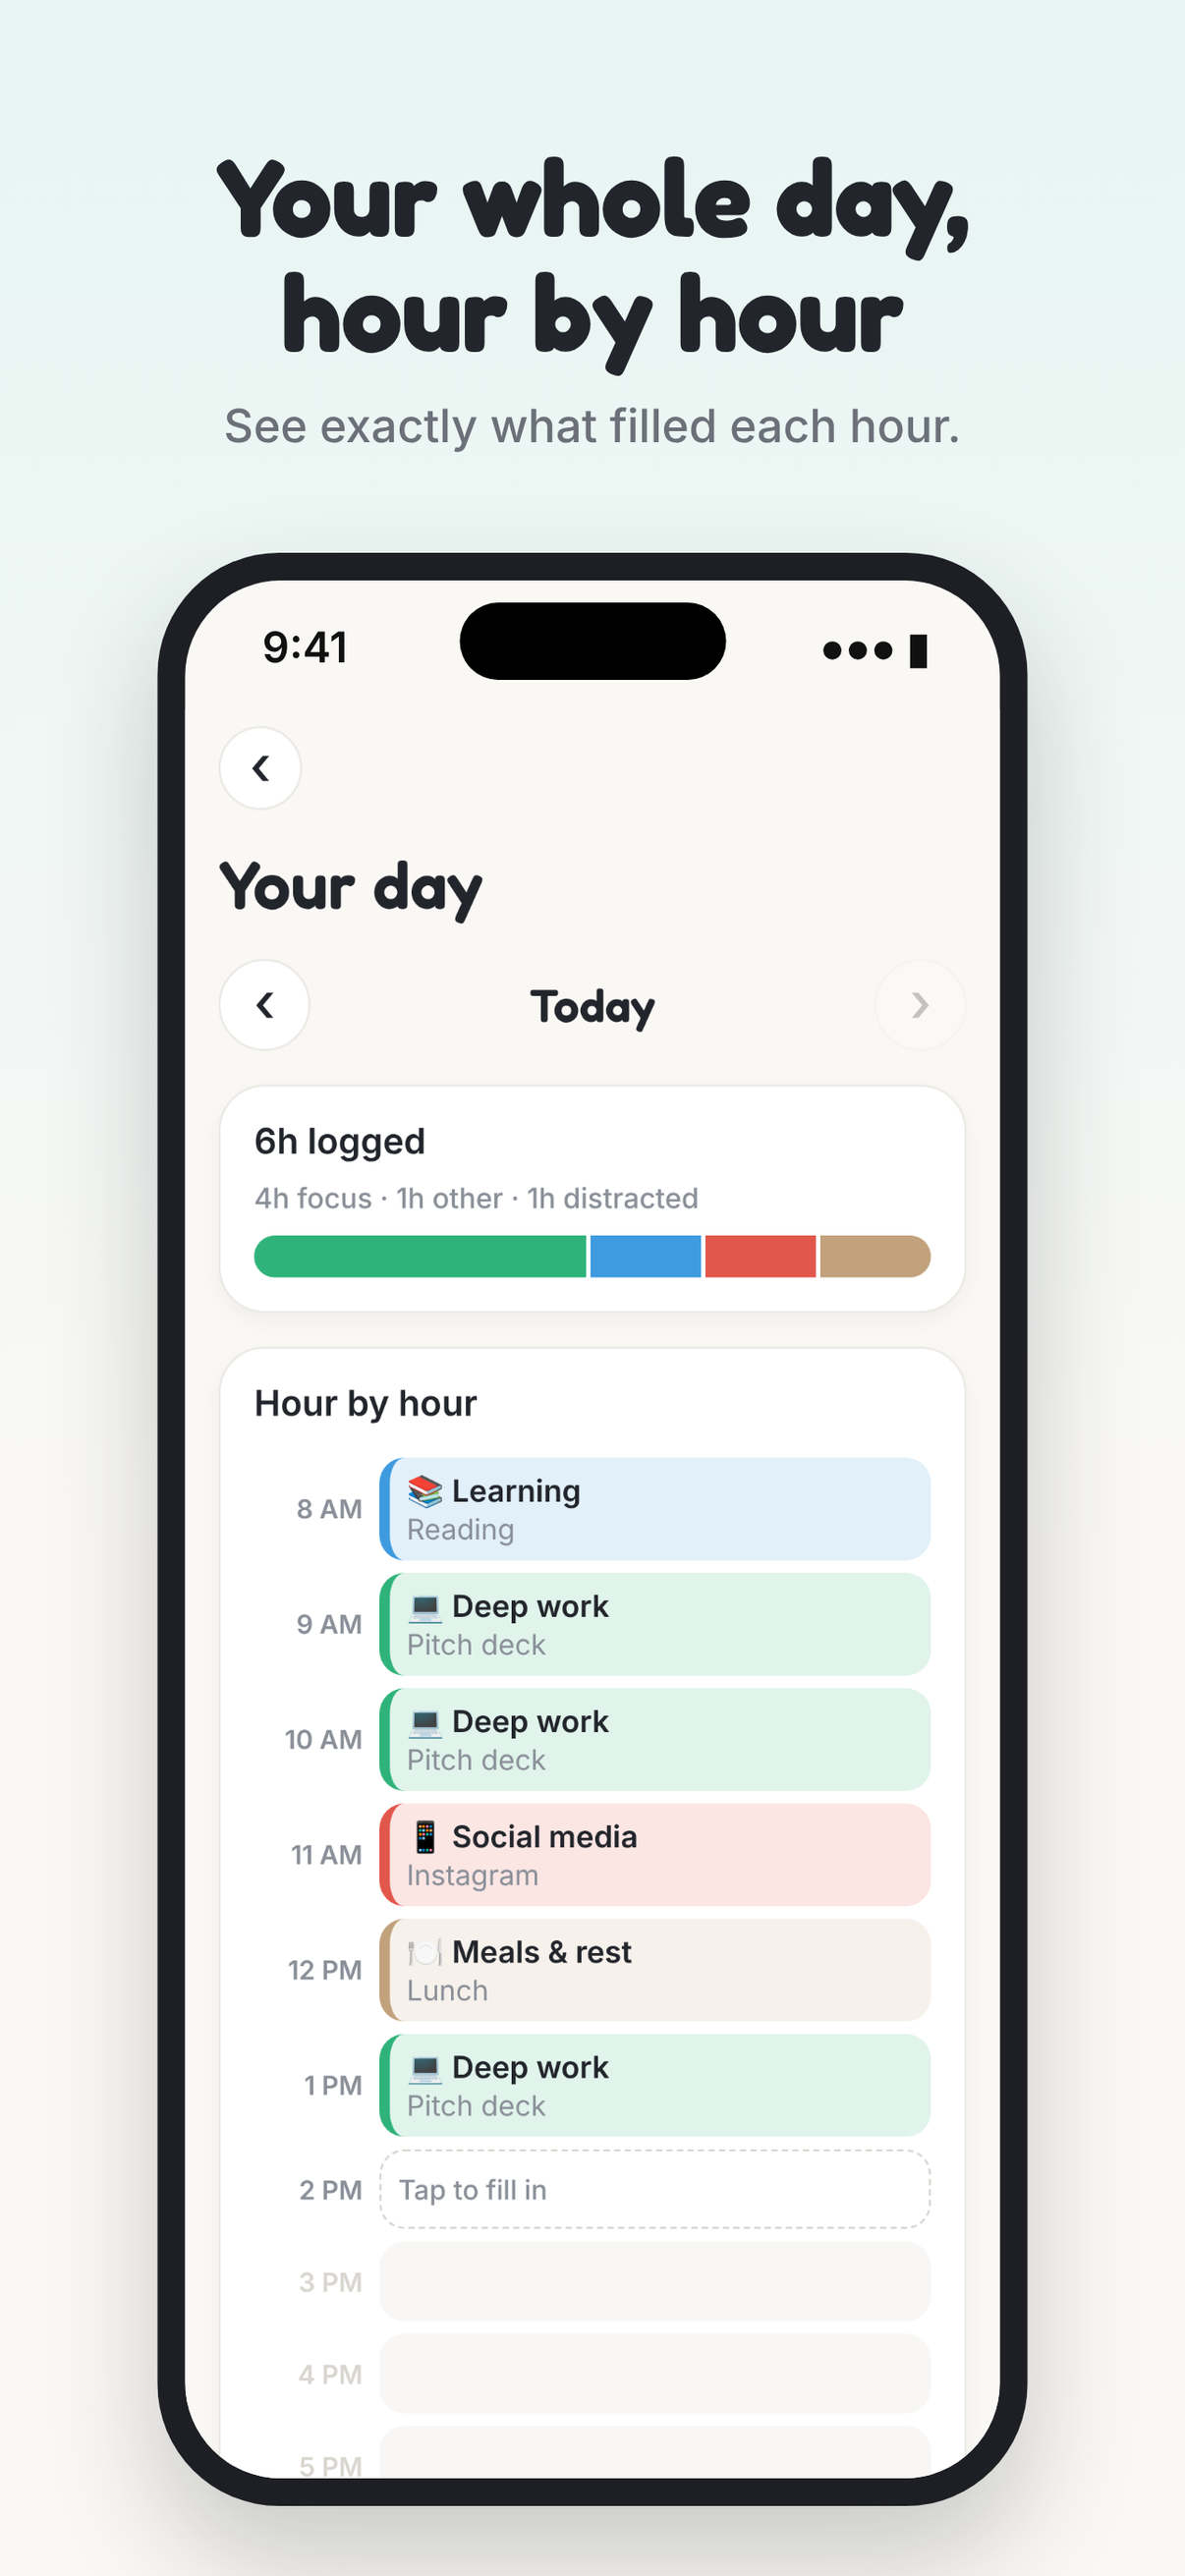 Your whole day,
hour by hour
See exactly what filled each hour.
9:41
Your day
Today
6h logged
4h focus · 1h other · 1h distracted
Hour by hour
8 AM
Learning
Reading
9 AM
Deep work
Pitch deck
10 AM
Deep work
Pitch deck
11 AM
Social media
Instagram
12 PM
Meals & rest
Lunch
1 PM
Deep work
Pitch deck
2 PM
Tap to fill in
3 PM
4 PM
5 PM